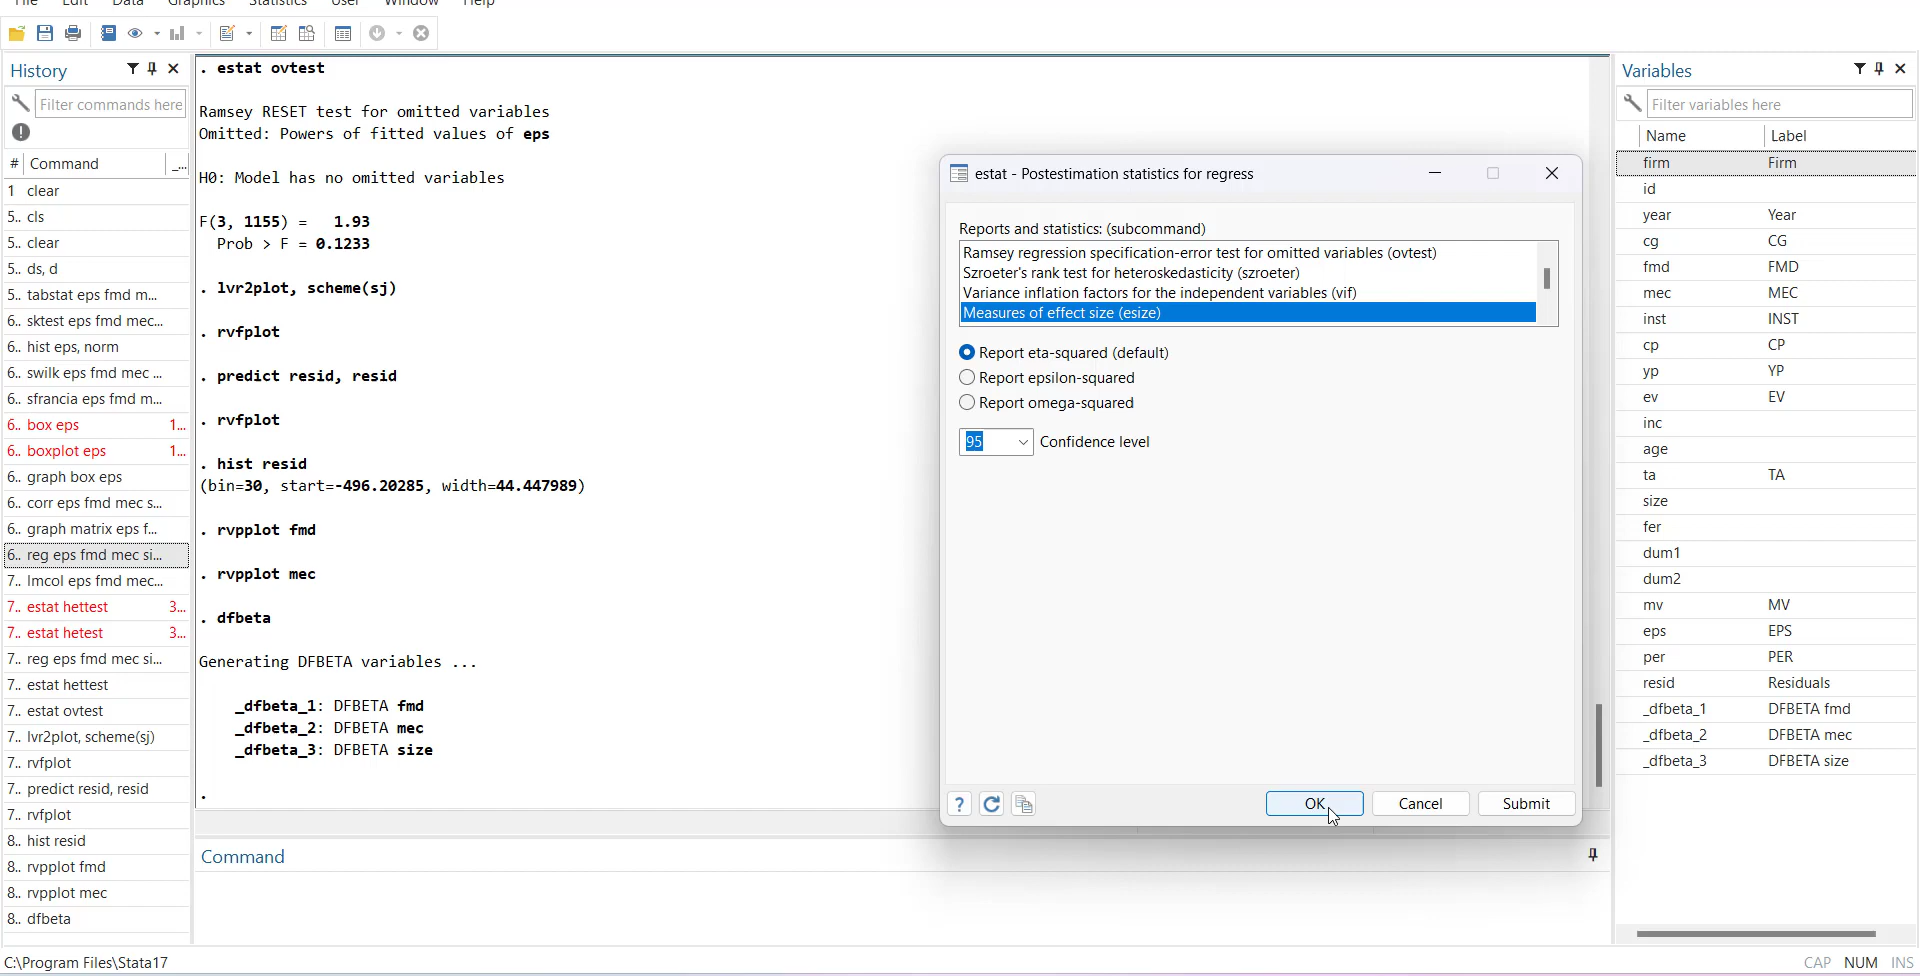 File Edit Data Graphics Statistics User Window Help
History
Filter commands here
# Command _...
1 clear
5.. cls
5.. clear
5.. ds, d
5.. tabstat eps fmd m...
6.. sktest eps fmd mec...
6.. hist eps, norm
6.. swilk eps fmd mec ...
6.. sfrancia eps fmd m...
6.. box eps 1...
6.. boxplot eps 1...
6.. graph box eps
6.. corr eps fmd mec s...
6.. graph matrix eps f...
6.. reg eps fmd mec si...
7.. lmcol eps fmd mec...
7.. estat hettest 3...
7.. estat hetest 3...
7.. reg eps fmd mec si...
7.. estat hettest
7.. estat ovtest
7.. lvr2plot, scheme(sj)
7.. rvfplot
7.. predict resid, resid
7.. rvfplot
8.. hist resid
8.. rvpplot fmd
8.. rvpplot mec
8.. dfbeta
. estat ovtest
Ramsey RESET test for omitted variables
Omitted: Powers of fitted values of eps
H0: Model has no omitted variables
F(3, 1155) = 1.93
Prob > F = 0.1233
. lvr2plot, scheme(sj)
. rvfplot
. predict resid, resid
. rvfplot
. hist resid
(bin=30, start=-496.20285, width=44.447989)
. rvpplot fmd
. rvpplot mec
. dfbeta
Generating DFBETA variables ...
_dfbeta_1: DFBETA fmd
_dfbeta_2: DFBETA mec
_dfbeta_3: DFBETA size
.
Command
estat - Postestimation statistics for regress
Reports and statistics: (subcommand)
Ramsey regression specification-error test for omitted variables (ovtest)
Szroeter's rank test for heteroskedasticity (szroeter)
Variance inflation factors for the independent variables (vif)
Measures of effect size (esize)
Report eta-squared (default)
Report epsilon-squared
Report omega-squared
95 Confidence level
? OK Cancel Submit
Variables
Filter variables here
Name Label
firm Firm
id
year Year
cg CG
fmd FMD
mec MEC
inst INST
cp CP
yp YP
ev EV
inc
age
ta TA
size
fer
dum1
dum2
mv MV
eps EPS
per PER
resid Residuals
_dfbeta_1 DFBETA fmd
_dfbeta_2 DFBETA mec
_dfbeta_3 DFBETA size
C:\Program Files\Stata17
CAP NUM INS